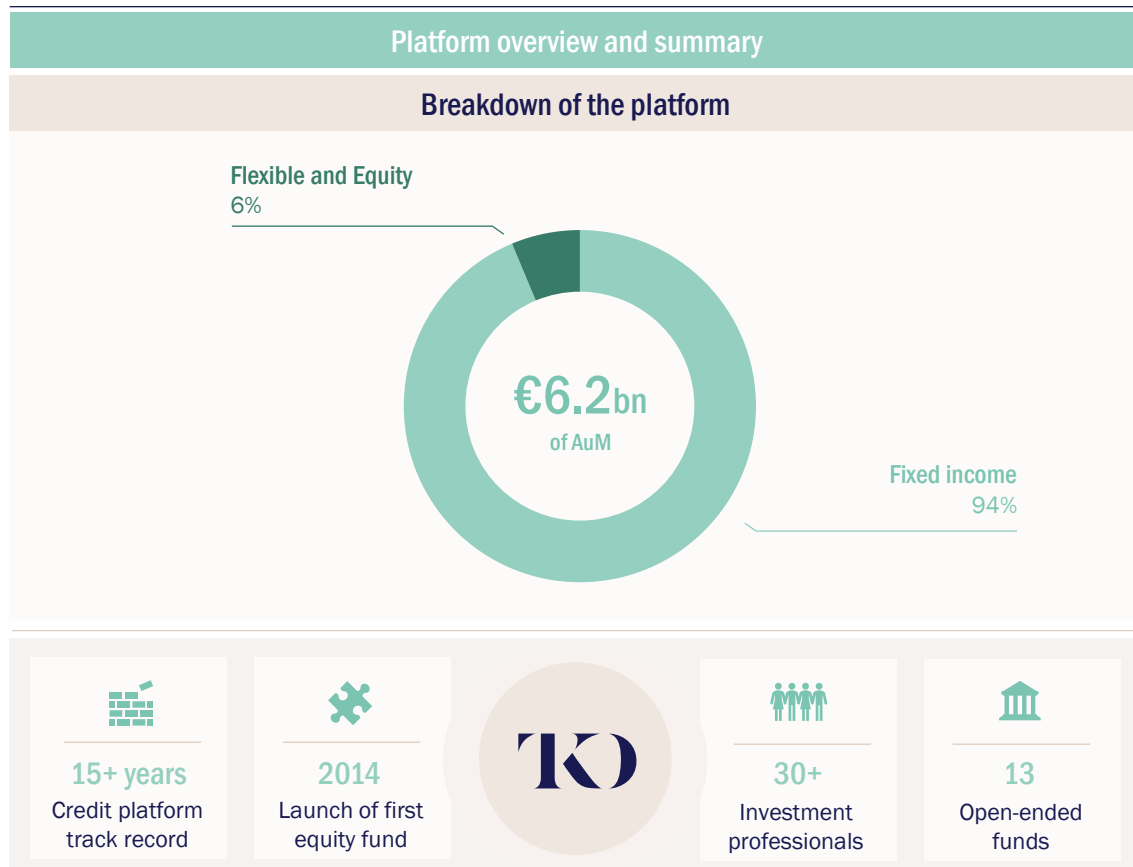 Platform overview and summary
Breakdown of the platform
Flexible and Equity
6%
€6.2bn
of AuM
Fixed income
94%
15+ years
Credit platform
track record
2014
Launch of first
equity fund
TKO
30+
Investment
professionals
13
Open-ended
funds